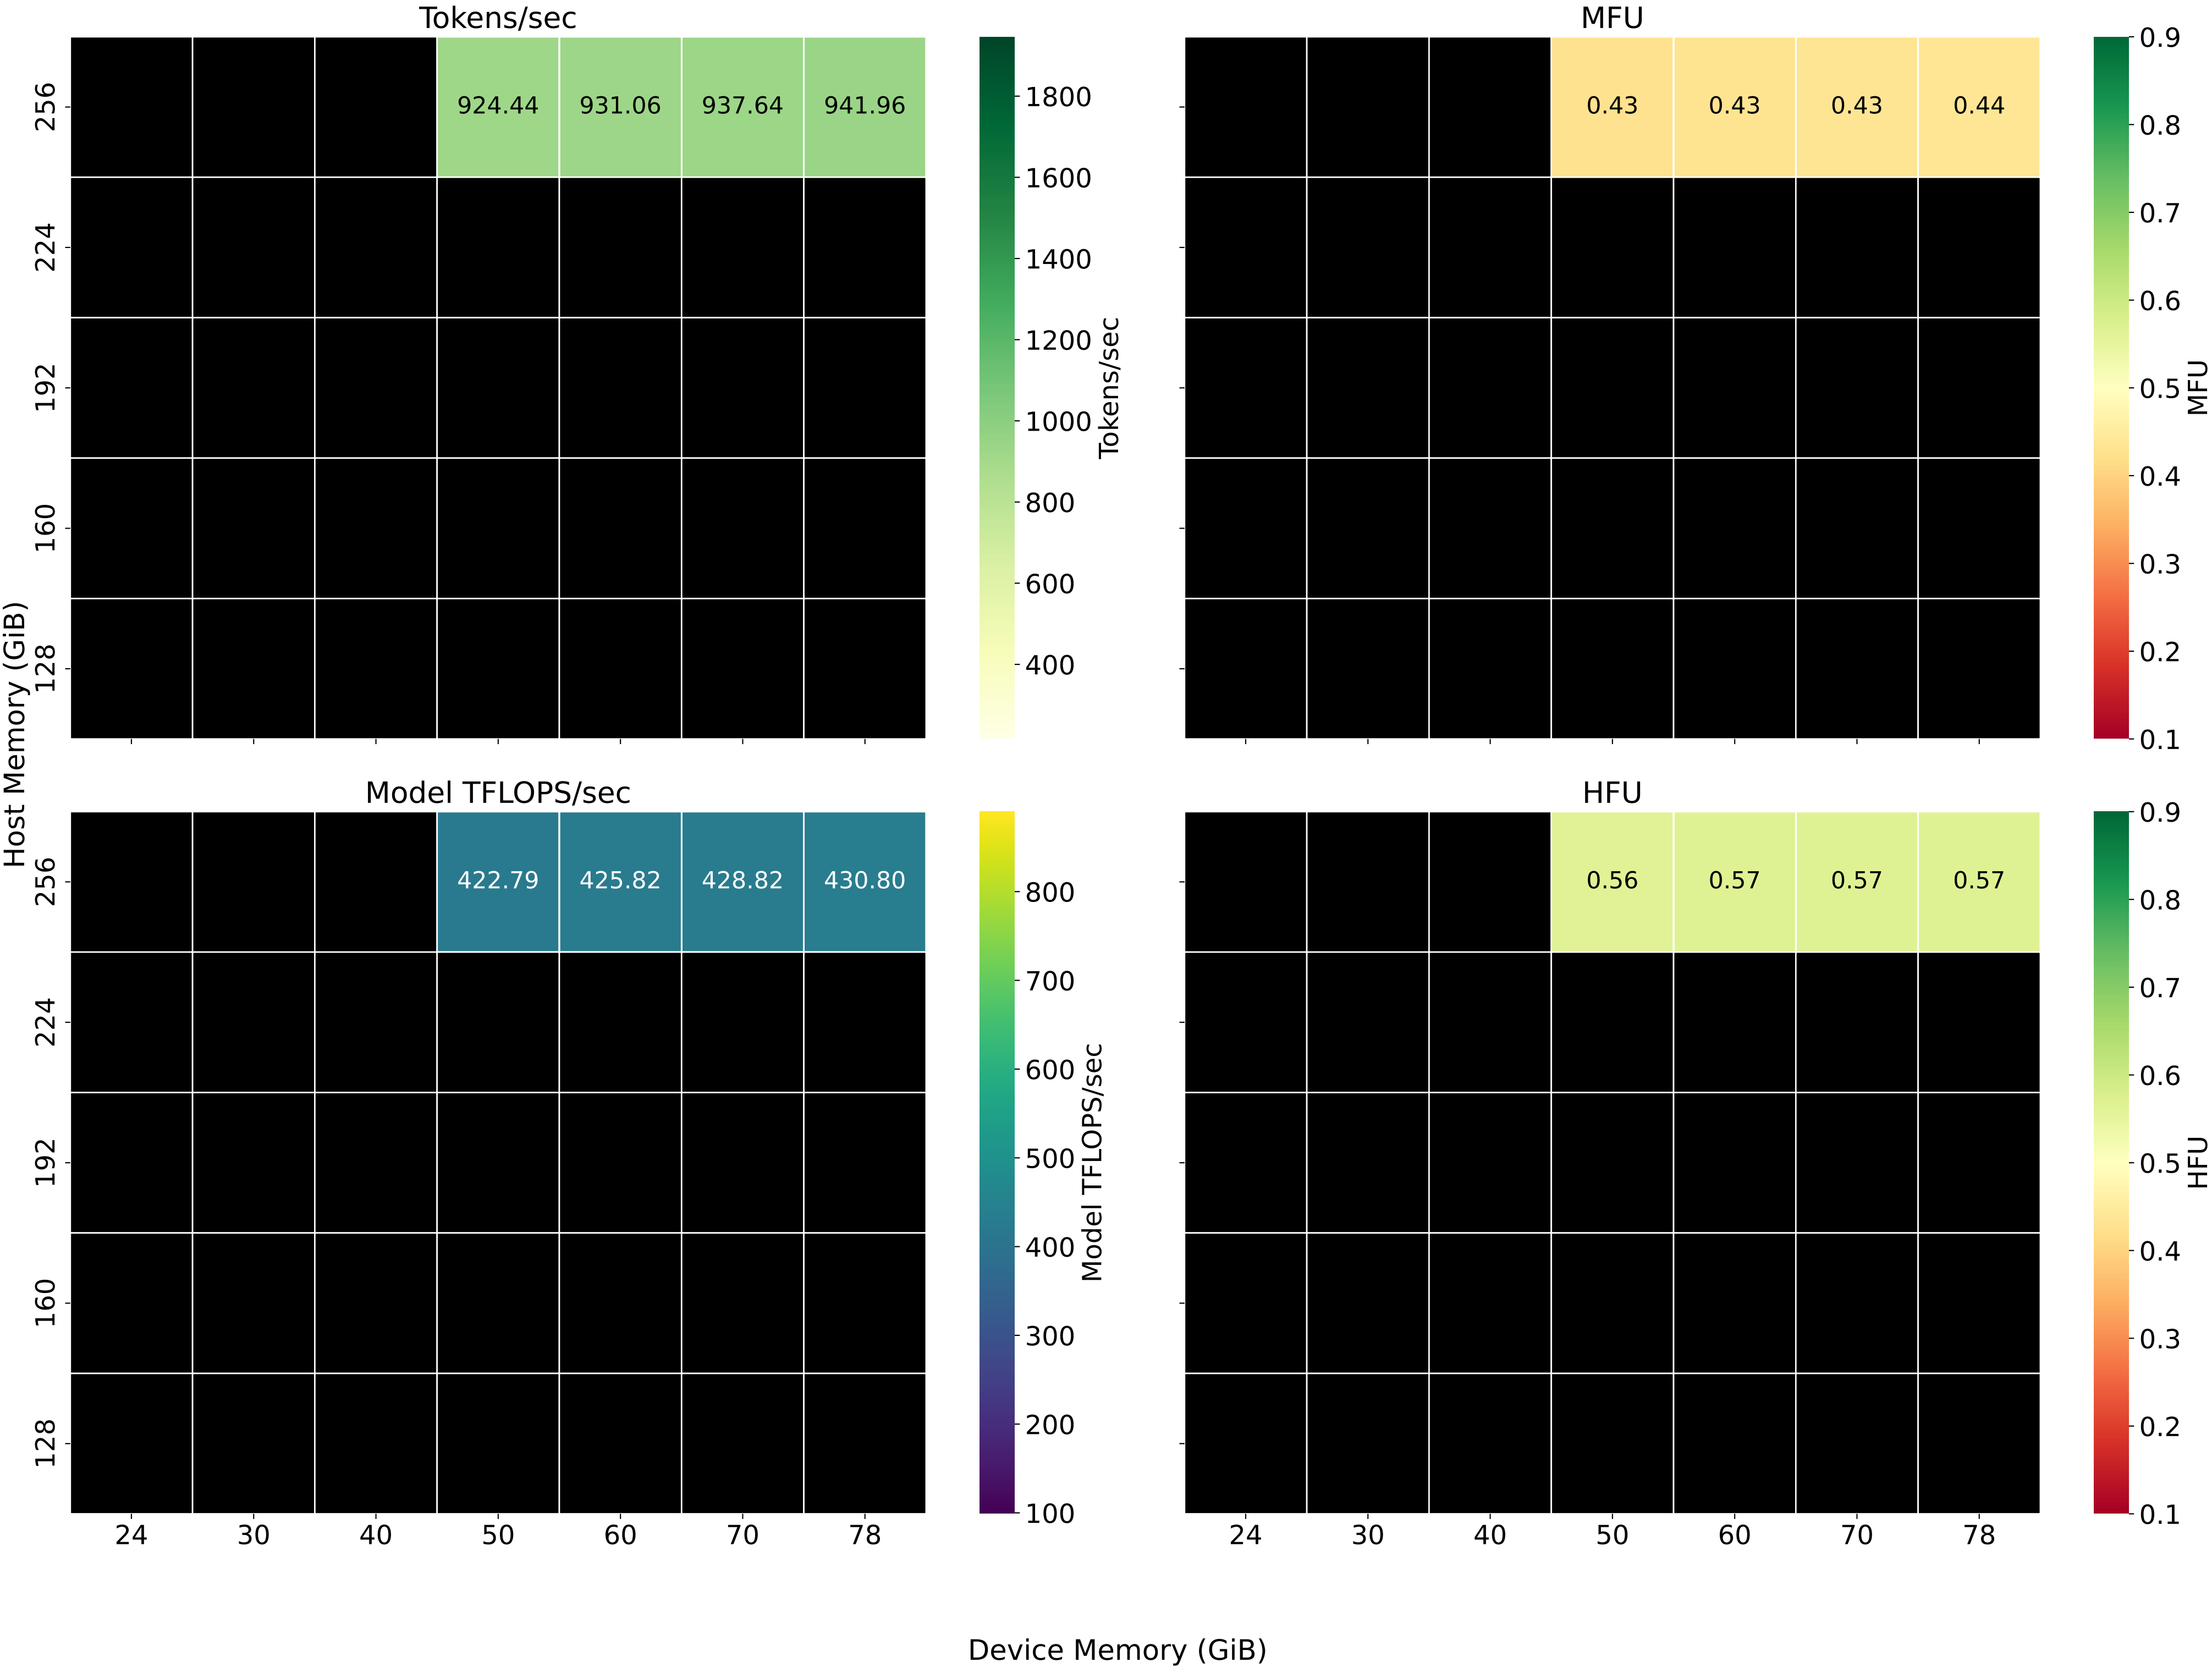 Tokens/sec
MFU
256
224
192
160
128
924.44 931.06 937.64 941.96
1800
1600
1400
1200
1000
800
600
400
Tokens/sec
0.43 0.43 0.43 0.44
0.9
0.8
0.7
0.6
0.5
0.4
0.3
0.2
0.1
MFU
Host Memory (GiB)
Model TFLOPS/sec
HFU
256
224
192
160
128
422.79 425.82 428.82 430.80
24 30 40 50 60 70 78
800
700
600
500
400
300
200
100
Model TFLOPS/sec
0.56 0.57 0.57 0.57
24 30 40 50 60 70 78
0.9
0.8
0.7
0.6
0.5
0.4
0.3
0.2
0.1
HFU
Device Memory (GiB)